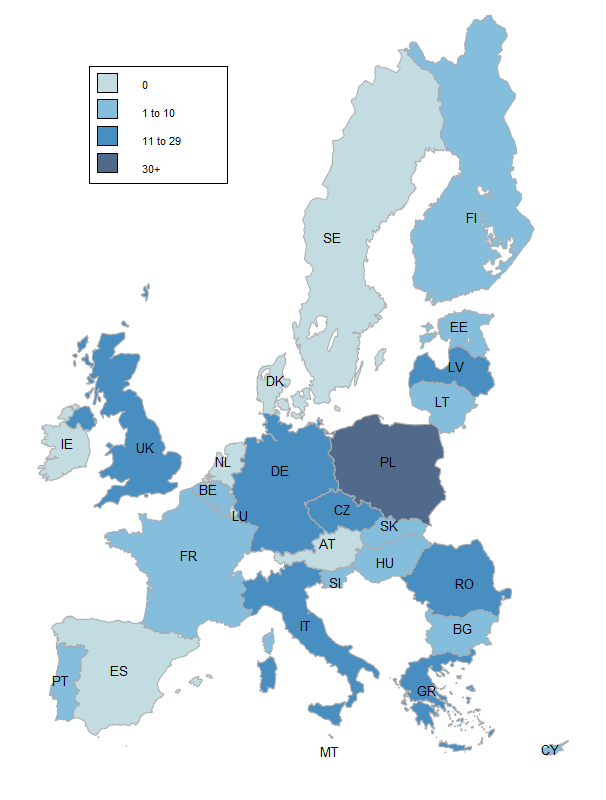 0
1 to 10
11 to 29
30+
FI
SE
EE
LV
DK
LT
IE
UK
NL
DE
PL
BE
LU
CZ
SK
FR
AT
HU
SI
RO
IT
BG
PT
ES
GR
MT
CY